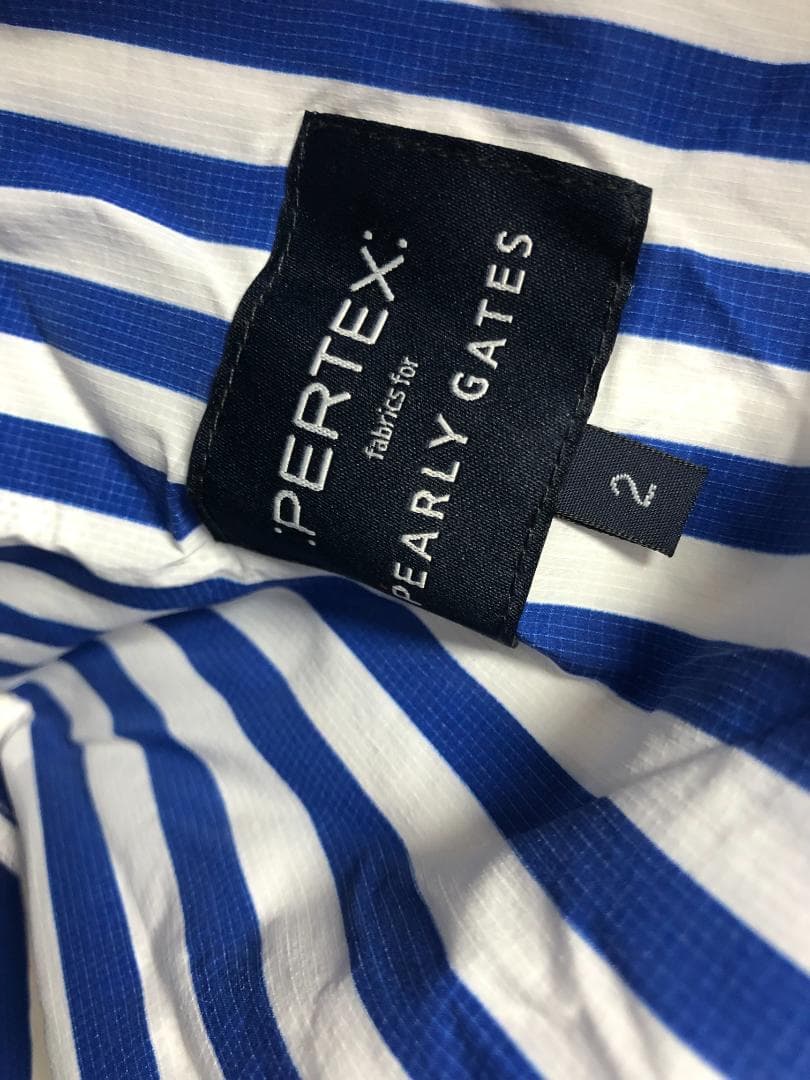 :PERTEX:
fabrics for
PEARLY GATES
2